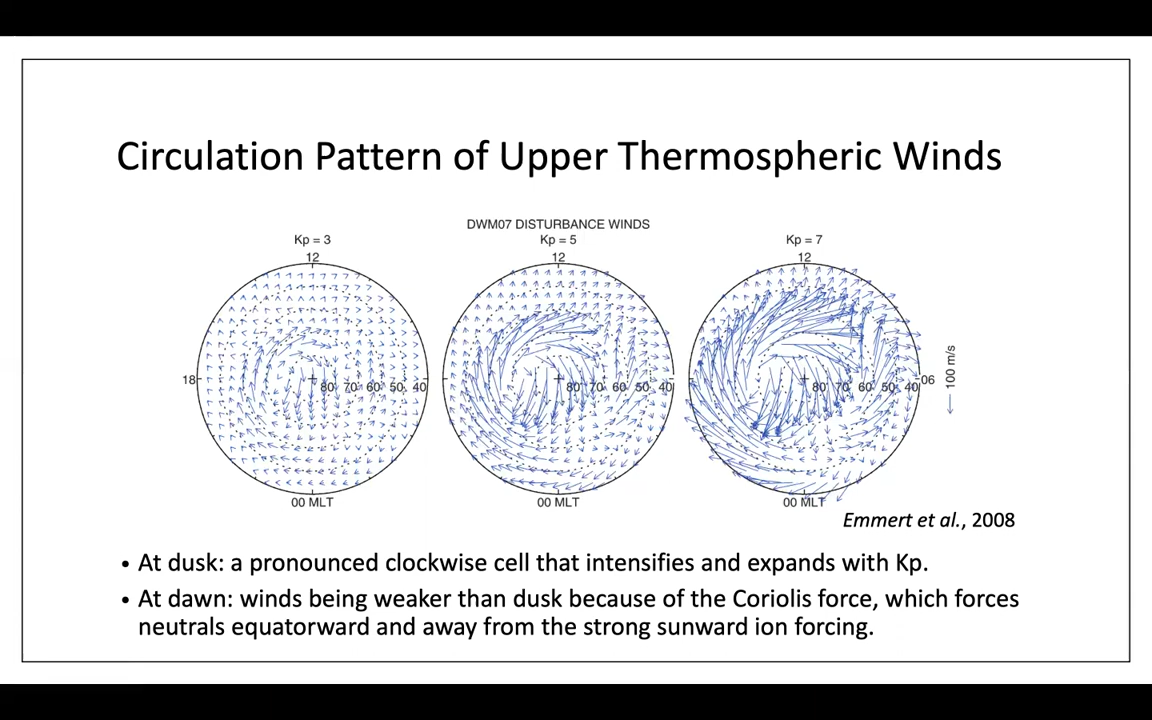 Circulation Pattern of Upper Thermospheric Winds
DWM07 DISTURBANCE WINDS
Kp = 3 Kp = 5 Kp = 7
12 12 12
18 80 70 60 50 40 80 70 60 50 40 80 70 60 50 40 06
100 m/s
00 MLT 00 MLT 00 MLT
Emmert et al., 2008
• At dusk: a pronounced clockwise cell that intensifies and expands with Kp.
• At dawn: winds being weaker than dusk because of the Coriolis force, which forces
neutrals equatorward and away from the strong sunward ion forcing.